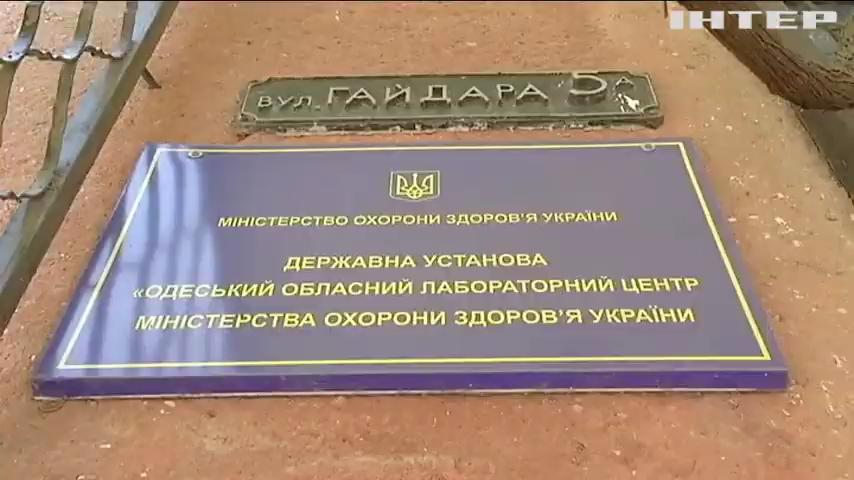 ІНТЕР
ВУЛ. ГАЙДАРА 5А
МІНІСТЕРСТВО ОХОРОНИ ЗДОРОВ'Я УКРАЇНИ
ДЕРЖАВНА УСТАНОВА
«ОДЕСЬКИЙ ОБЛАСНИЙ ЛАБОРАТОРНИЙ ЦЕНТР
МІНІСТЕРСТВА ОХОРОНИ ЗДОРОВ'Я УКРАЇНИ